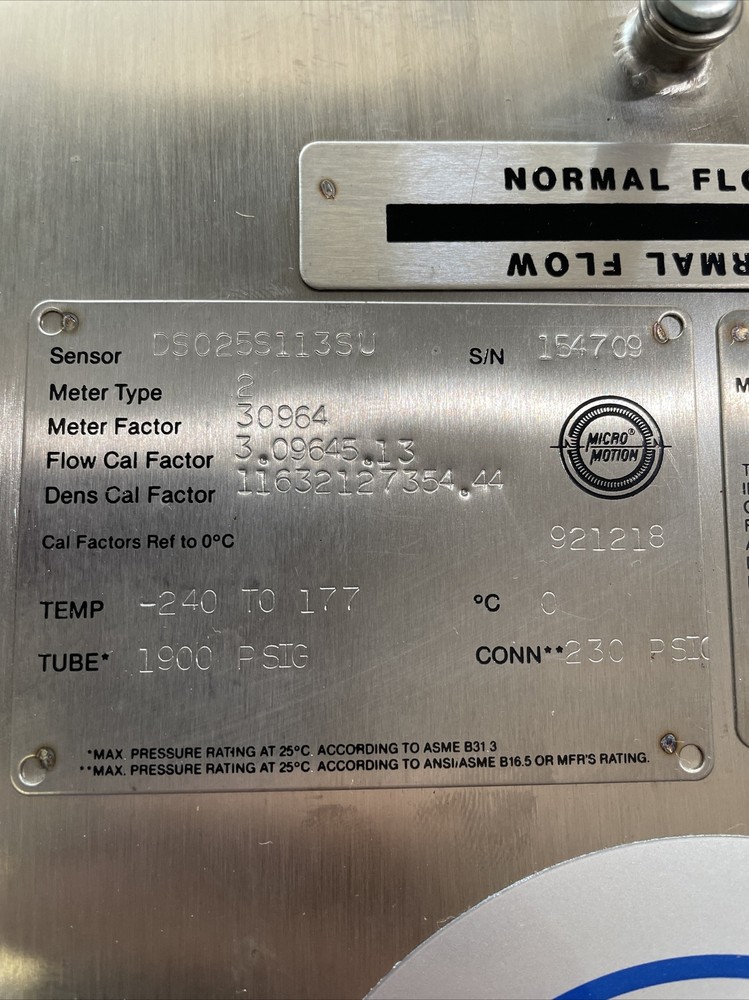 NORMAL FLO
RMAL FLOW
Sensor DS025S113SU S/N 154709
Meter Type 2
Meter Factor 30964
Flow Cal Factor 3.09645.13
Dens Cal Factor 11632127354.44
MICRO®
MOTION
Cal Factors Ref to 0°C 921218
TEMP -240 TO 177 °C 0
TUBE* 1900 PSIG CONN**230 PSIG
*MAX. PRESSURE RATING AT 25°C. ACCORDING TO ASME B31.3
**MAX. PRESSURE RATING AT 25°C. ACCORDING TO ANSI/ASME B16.5 OR MFR'S RATING.